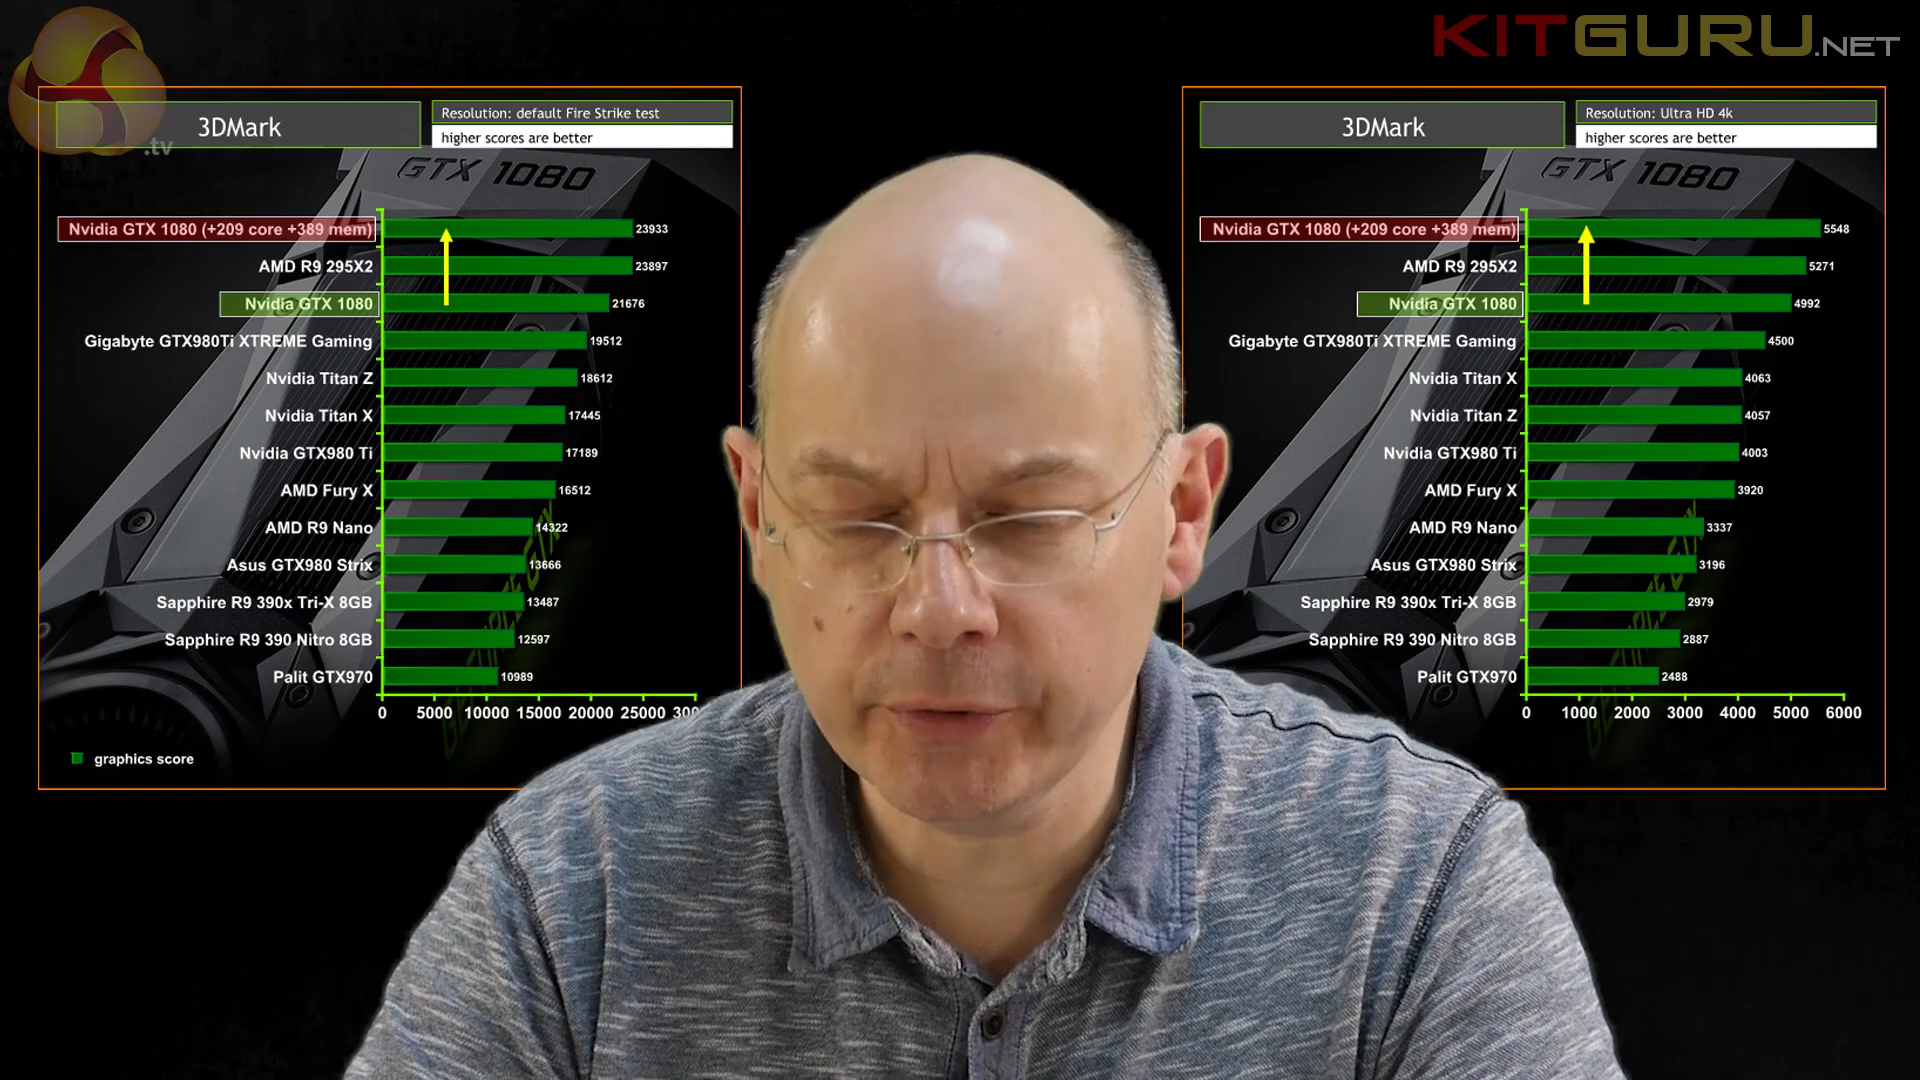 KITGURU.NET
.tv
3DMark
Resolution: default Fire Strike test
higher scores are better
GTX 1080
Nvidia GTX 1080 (+209 core +389 mem) 23933
AMD R9 295X2 23897
Nvidia GTX 1080 21676
Gigabyte GTX980Ti XTREME Gaming 19512
Nvidia Titan Z 18612
Nvidia Titan X 17445
Nvidia GTX980 Ti 17189
AMD Fury X 16512
AMD R9 Nano 14322
Asus GTX980 Strix 13666
Sapphire R9 390x Tri-X 8GB 13487
Sapphire R9 390 Nitro 8GB 12597
Palit GTX970 10989
0 5000 10000 15000 20000 25000
graphics score
3DMark
Resolution: Ultra HD 4k
higher scores are better
GTX 1080
Nvidia GTX 1080 (+209 core +389 mem) 5548
AMD R9 295X2 5271
Nvidia GTX 1080 4992
Gigabyte GTX980Ti XTREME Gaming 4500
Nvidia Titan X 4063
Nvidia Titan Z 4057
Nvidia GTX980 Ti 4003
AMD Fury X 3920
AMD R9 Nano 3337
Asus GTX980 Strix 3196
Sapphire R9 390x Tri-X 8GB 2979
Sapphire R9 390 Nitro 8GB 2887
Palit GTX970 2488
0 1000 2000 3000 4000 5000 6000